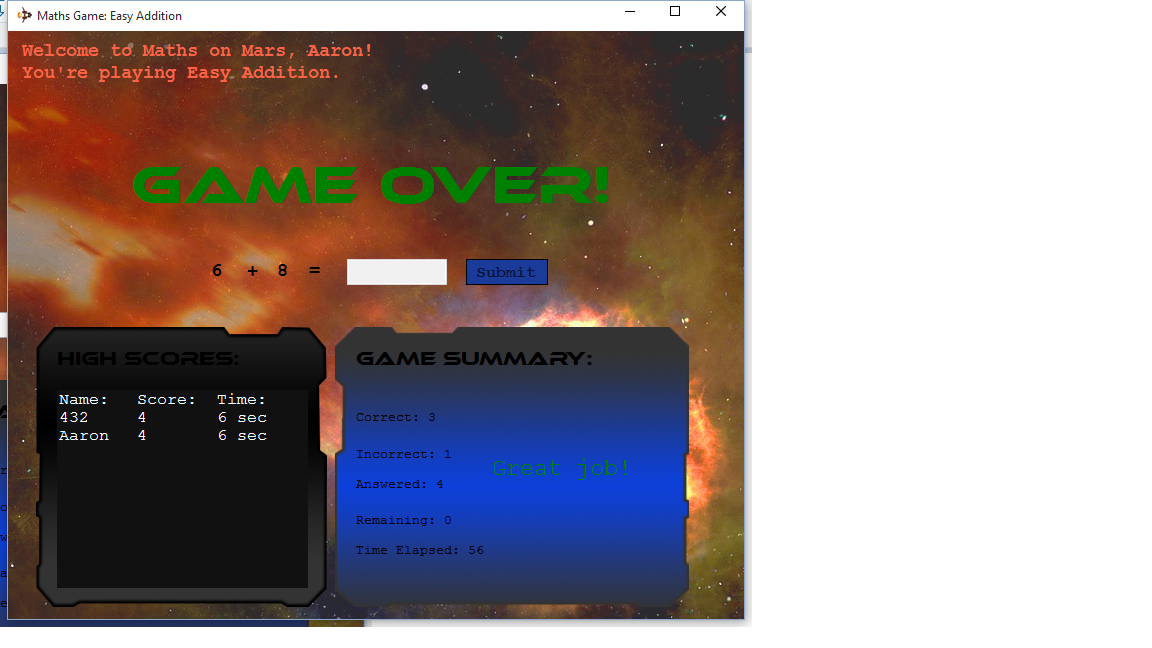 Maths Game: Easy Addition
Welcome to Maths on Mars, Aaron!
You're playing Easy Addition.
GAME OVER!
6 + 8 =
Submit
HIGH SCORES:
Name: Score: Time:
432 4 6 sec
Aaron 4 6 sec
GAME SUMMARY:
Correct: 3
Incorrect: 1
Great job!
Answered: 4
Remaining: 0
Time Elapsed: 56